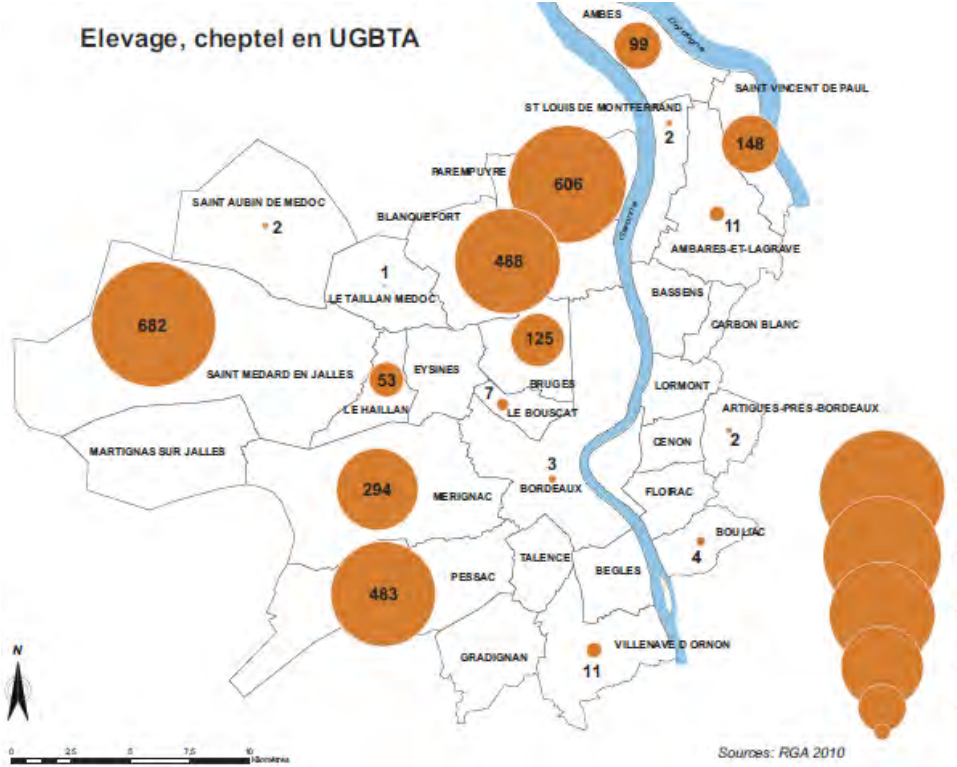 Elevage, cheptel en UGBTA
AMBES
Dordogne
99
SAINT VINCENT DE PAUL
ST LOUIS DE MONTFERRAND
2
148
PAREMPUYRE
606
SAINT AUBIN DE MEDOC
2
BLANQUEFORT
Garonne
11
AMBARES-ET-LAGRAVE
468
1
LE TAILLAN MEDOC
BASSENS
682
CARBON BLANC
125
SAINT MEDARD EN JALLES
53
EYSINES
BRUGES
LORMONT
7
LE HAILLAN
LE BOUSCAT
ARTIGUES-PRES-BORDEAUX
CENON
2
MARTIGNAS SUR JALLES
3
BORDEAUX
294
MERIGNAC
FLOIRAC
BOULIAC
4
TALENCE
BEGLES
PESSAC
483
VILLENAVE D ORNON
GRADIGNAN
11
N
0 2,5 5 7,5 10
Kilomètres
Sources: RGA 2010